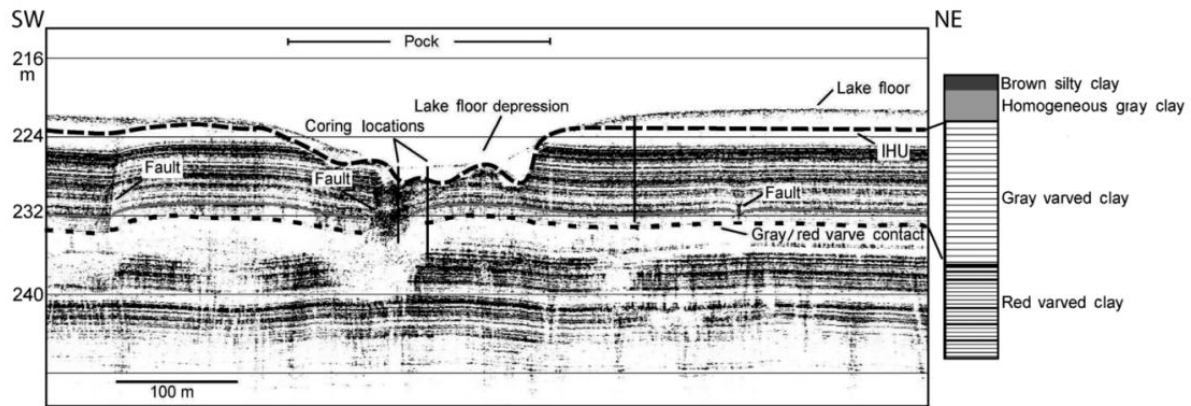 SW
NE
Pock
216
m
Lake floor
Brown silty clay
Lake floor depression
Homogeneous gray clay
Coring locations
224
IHU
Fault
Fault
Fault
Gray varved clay
232
Gray/red varve contact
240
Red varved clay
100 m